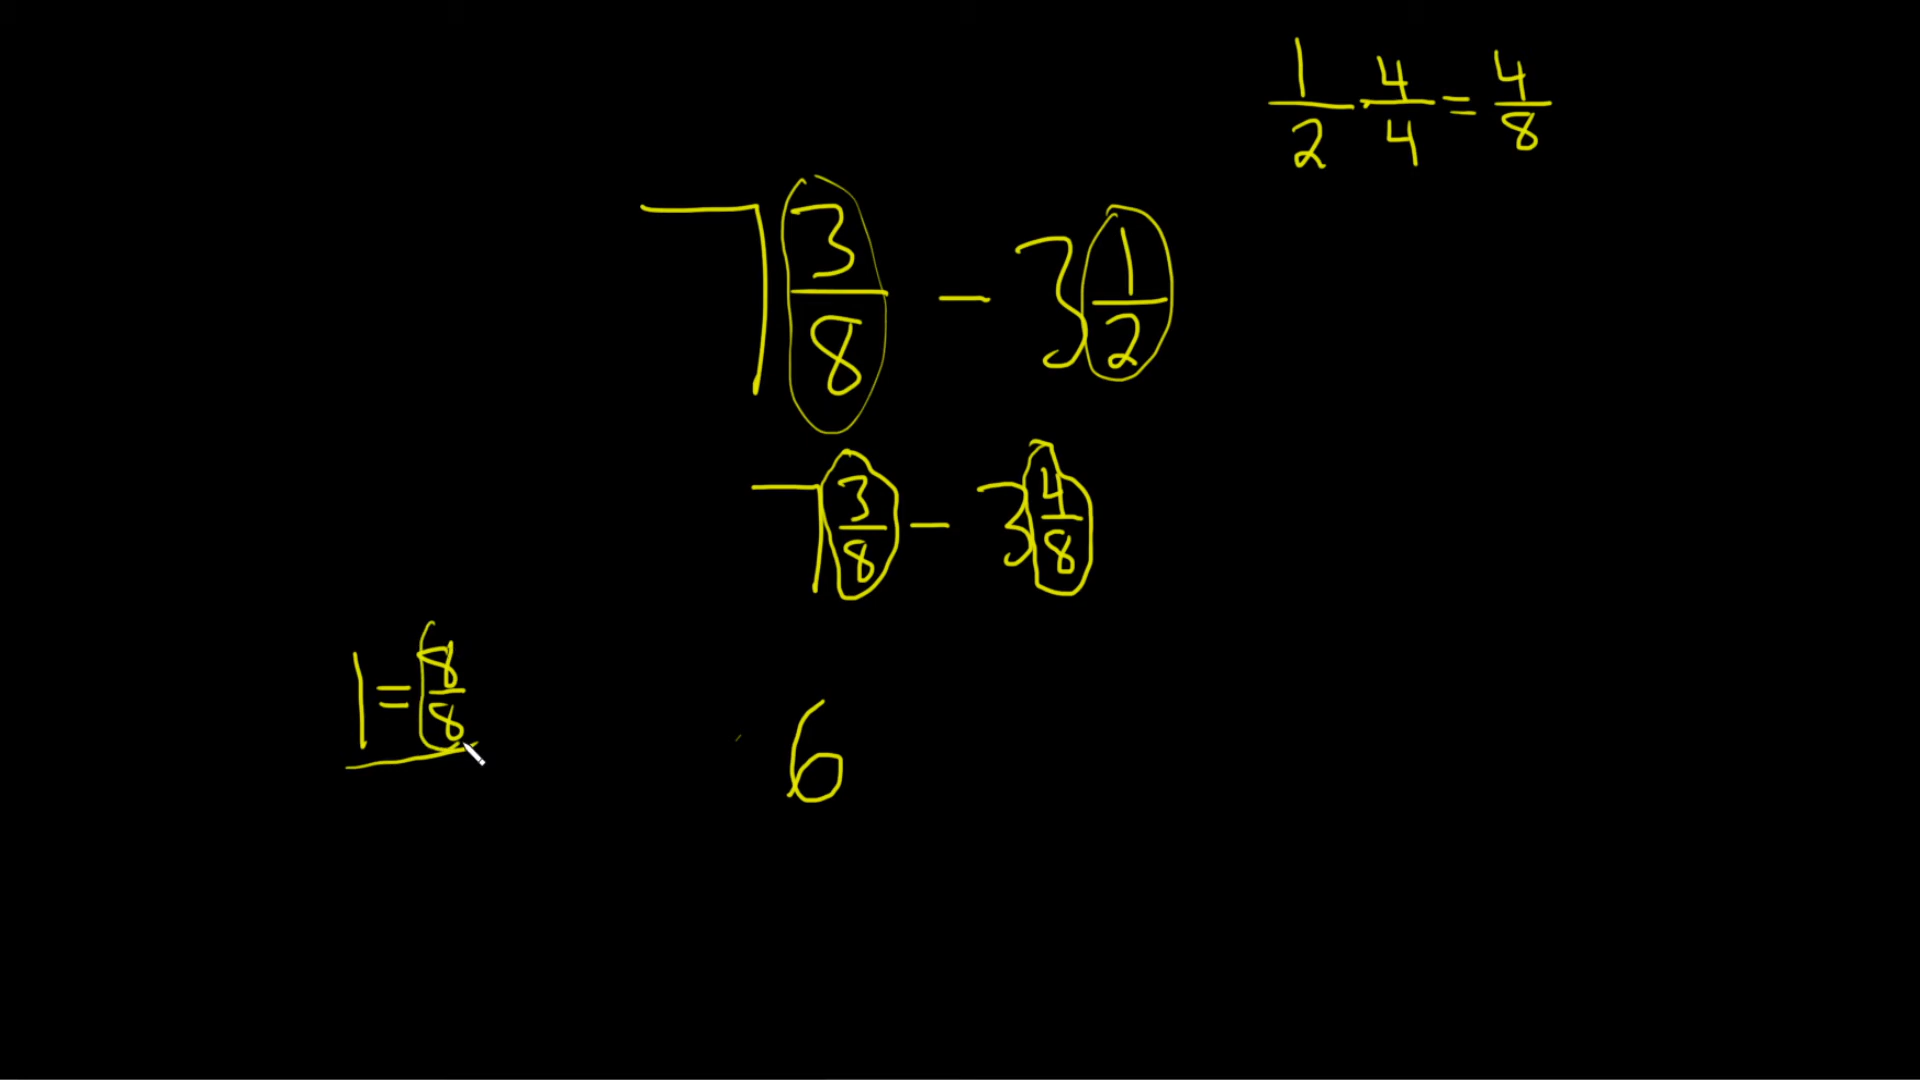 1/2 4/4 = 4/8
7 3/8 - 3 1/2
7 3/8 - 3 4/8
1 = 8/8
6